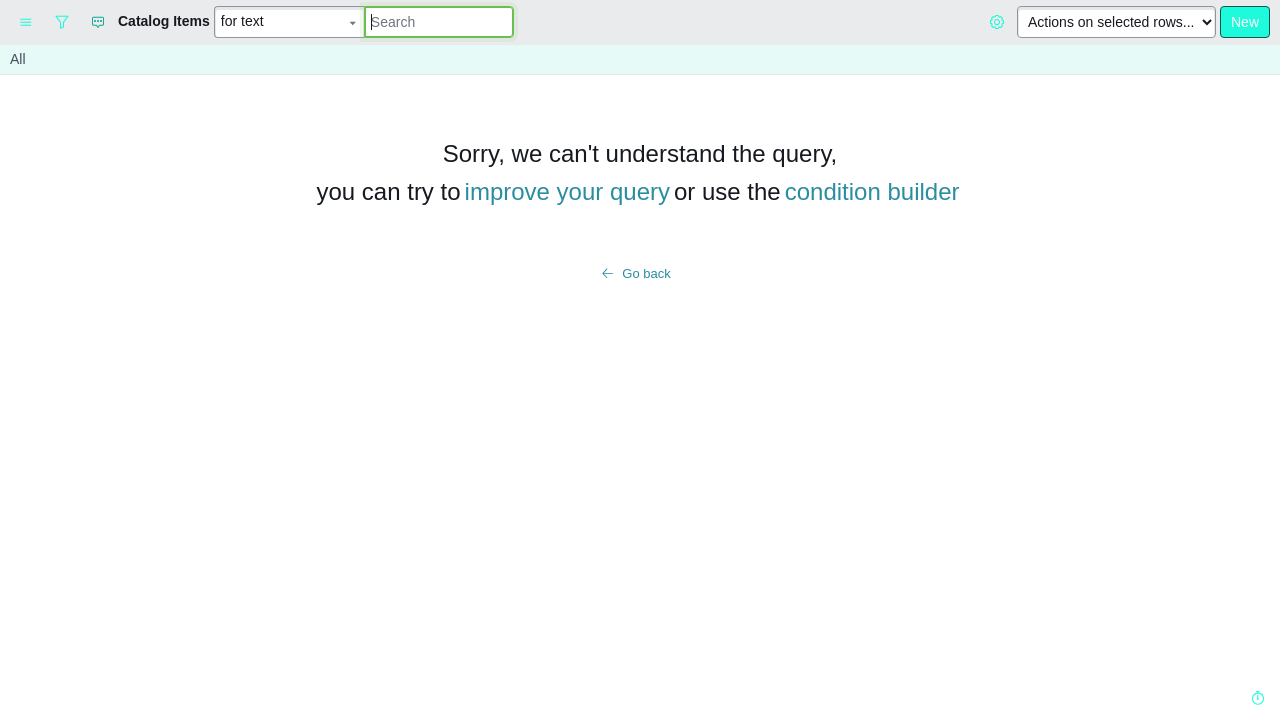 Catalog Items for text Search Actions on selected rows... New
All
Sorry, we can't understand the query,
you can try to improve your query or use the condition builder
Go back